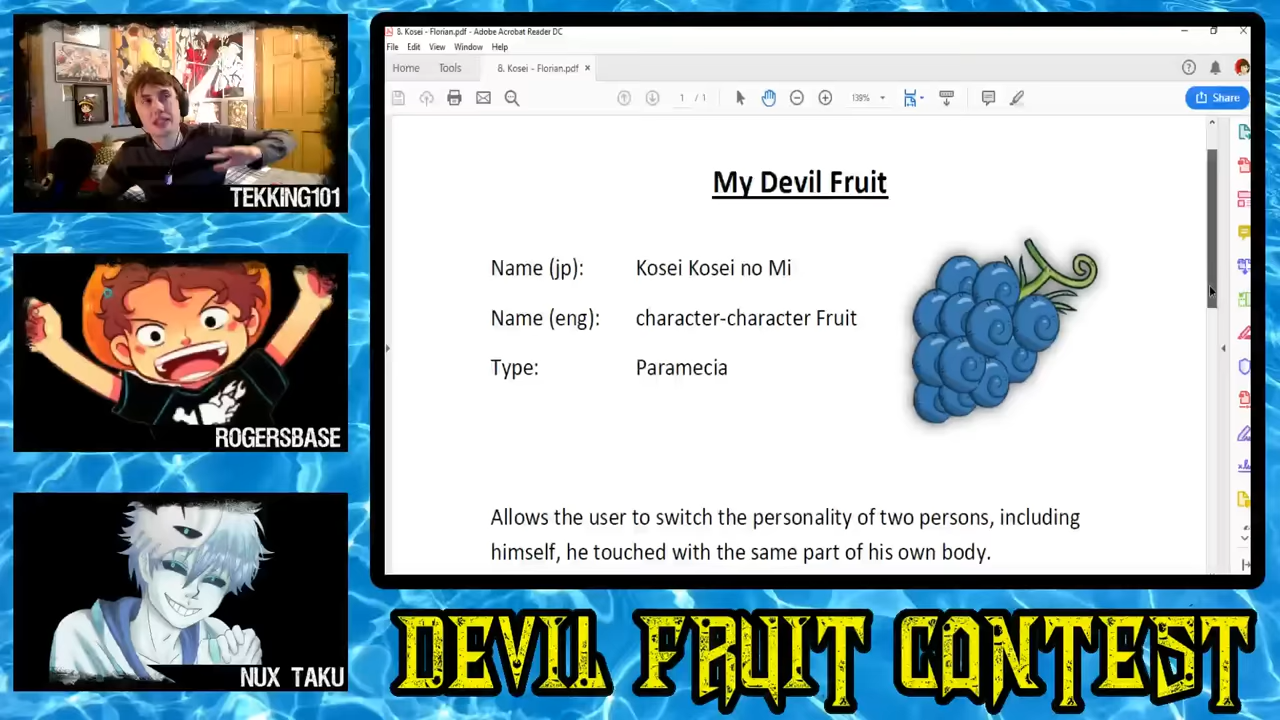 TEKKING101
ROGERSBASE
NUX TAKU
8. Kosei - Florian.pdf - Adobe Acrobat Reader DC
File Edit View Window Help
Home Tools 8. Kosei - Florian.pdf ×
1 / 1 138% Share
My Devil Fruit
Name (jp): Kosei Kosei no Mi
Name (eng): character-character Fruit
Type: Paramecia
Allows the user to switch the personality of two persons, including
himself, he touched with the same part of his own body.
DEVIL FRUIT CONTEST